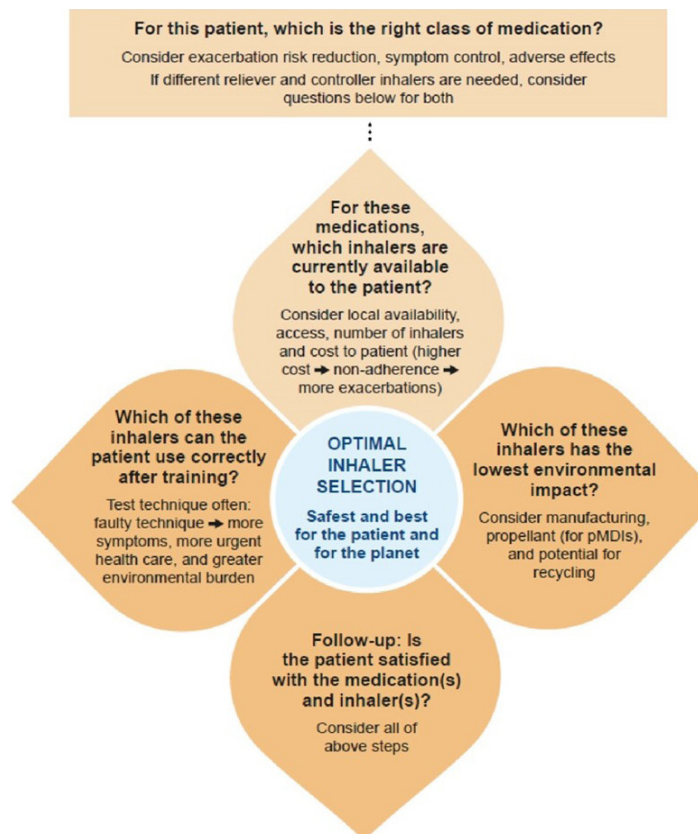 For this patient, which is the right class of medication?
Consider exacerbation risk reduction, symptom control, adverse effects
If different reliever and controller inhalers are needed, consider
questions below for both
For these
medications,
which inhalers are
currently available
to the patient?
Consider local availability,
access, number of inhalers
and cost to patient (higher
cost ➔ non-adherence ➔
more exacerbations)
Which of these
inhalers can the
patient use correctly
after training?
Test technique often:
faulty technique ➔ more
symptoms, more urgent
health care, and greater
environmental burden
OPTIMAL
INHALER
SELECTION
Safest and best
for the patient and
for the planet
Which of these
inhalers has the
lowest environmental
impact?
Consider manufacturing,
propellant (for pMDIs),
and potential for
recycling
Follow-up: Is
the patient satisfied
with the medication(s)
and inhaler(s)?
Consider all of
above steps